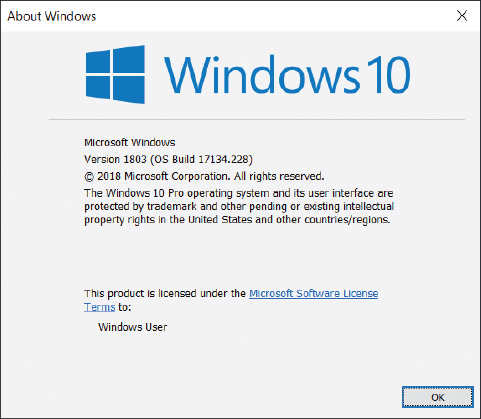 About Windows
Windows 10
Microsoft Windows
Version 1803 (OS Build 17134.228)
© 2018 Microsoft Corporation. All rights reserved.
The Windows 10 Pro operating system and its user interface are
protected by trademark and other pending or existing intellectual
property rights in the United States and other countries/regions.
This product is licensed under the Microsoft Software License
Terms to:
Windows User
OK